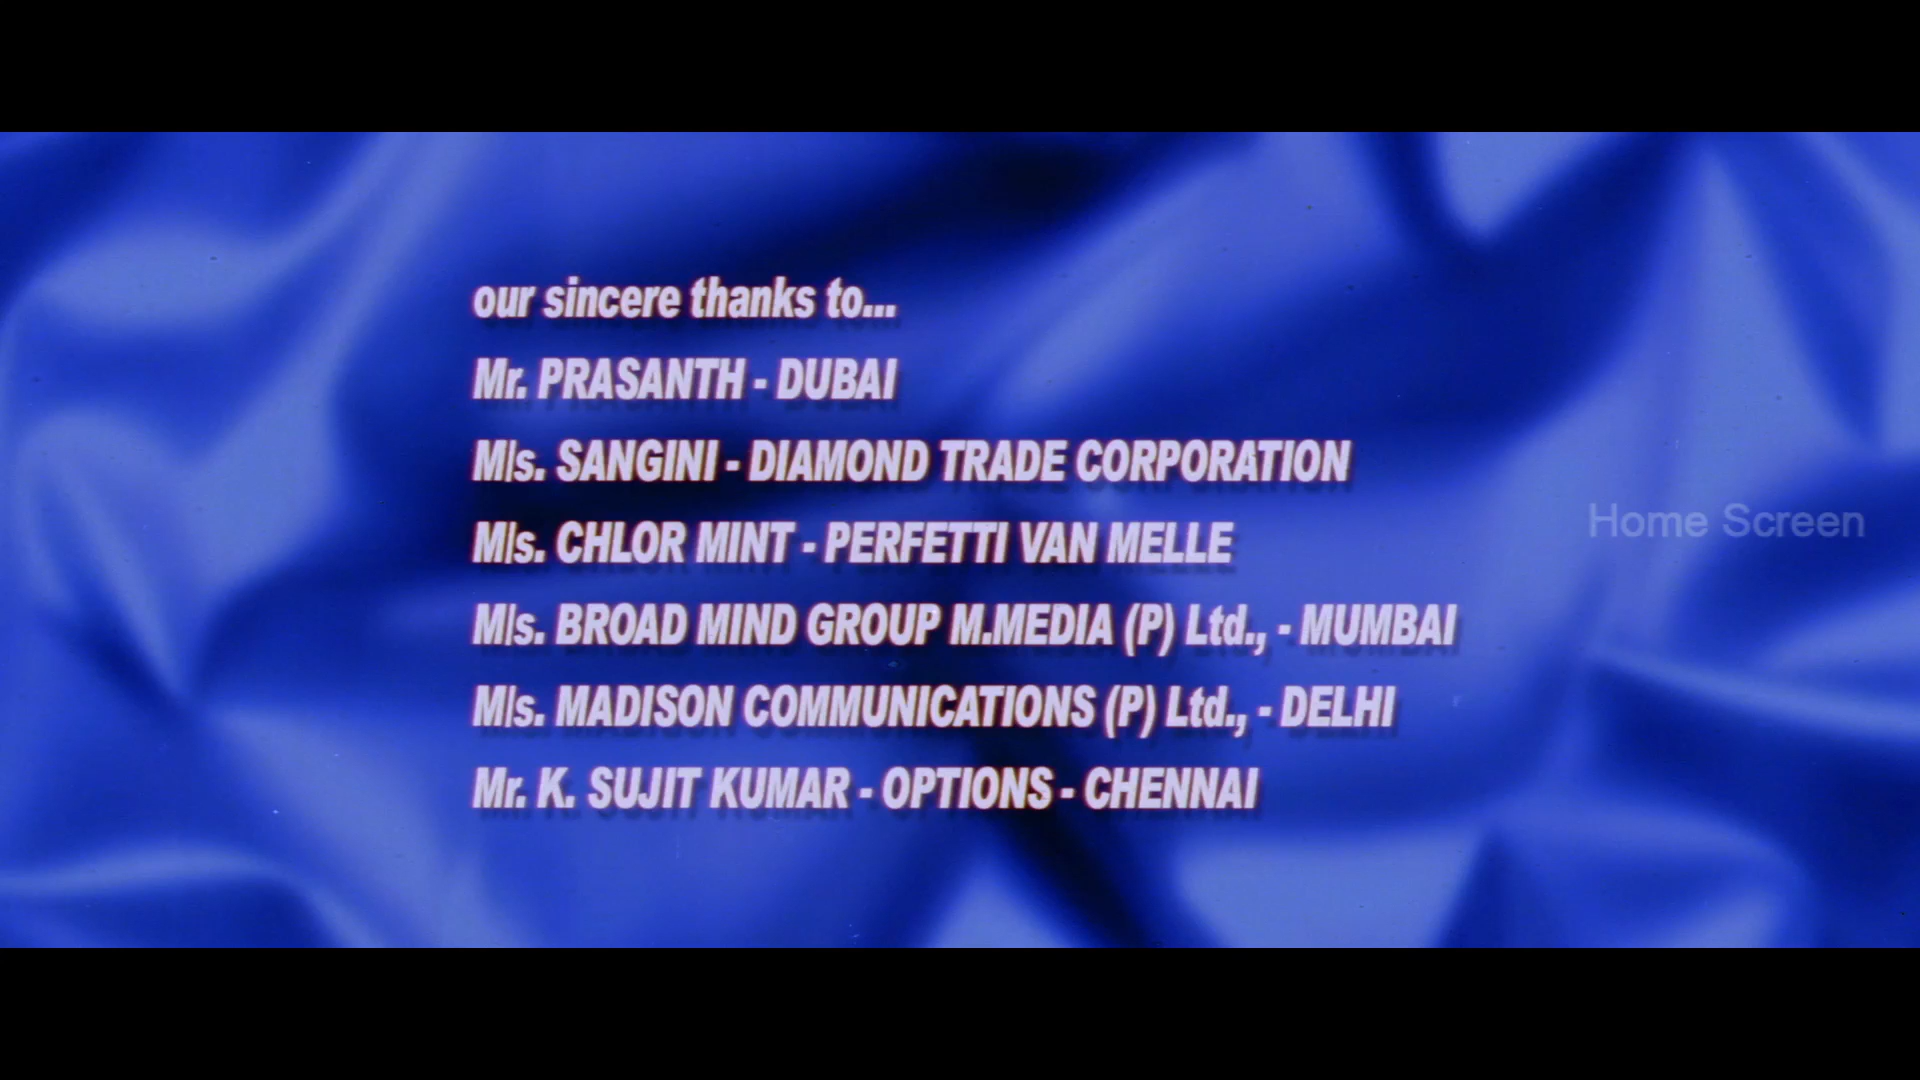 our sincere thanks to...
Mr. PRASANTH - DUBAI
M/s. SANGINI - DIAMOND TRADE CORPORATION
M/s. CHLOR MINT - PERFETTI VAN MELLE
Home Screen
M/s. BROAD MIND GROUP M.MEDIA (P) Ltd., - MUMBAI
M/s. MADISON COMMUNICATIONS (P) Ltd., - DELHI
Mr. K. SUJIT KUMAR - OPTIONS - CHENNAI